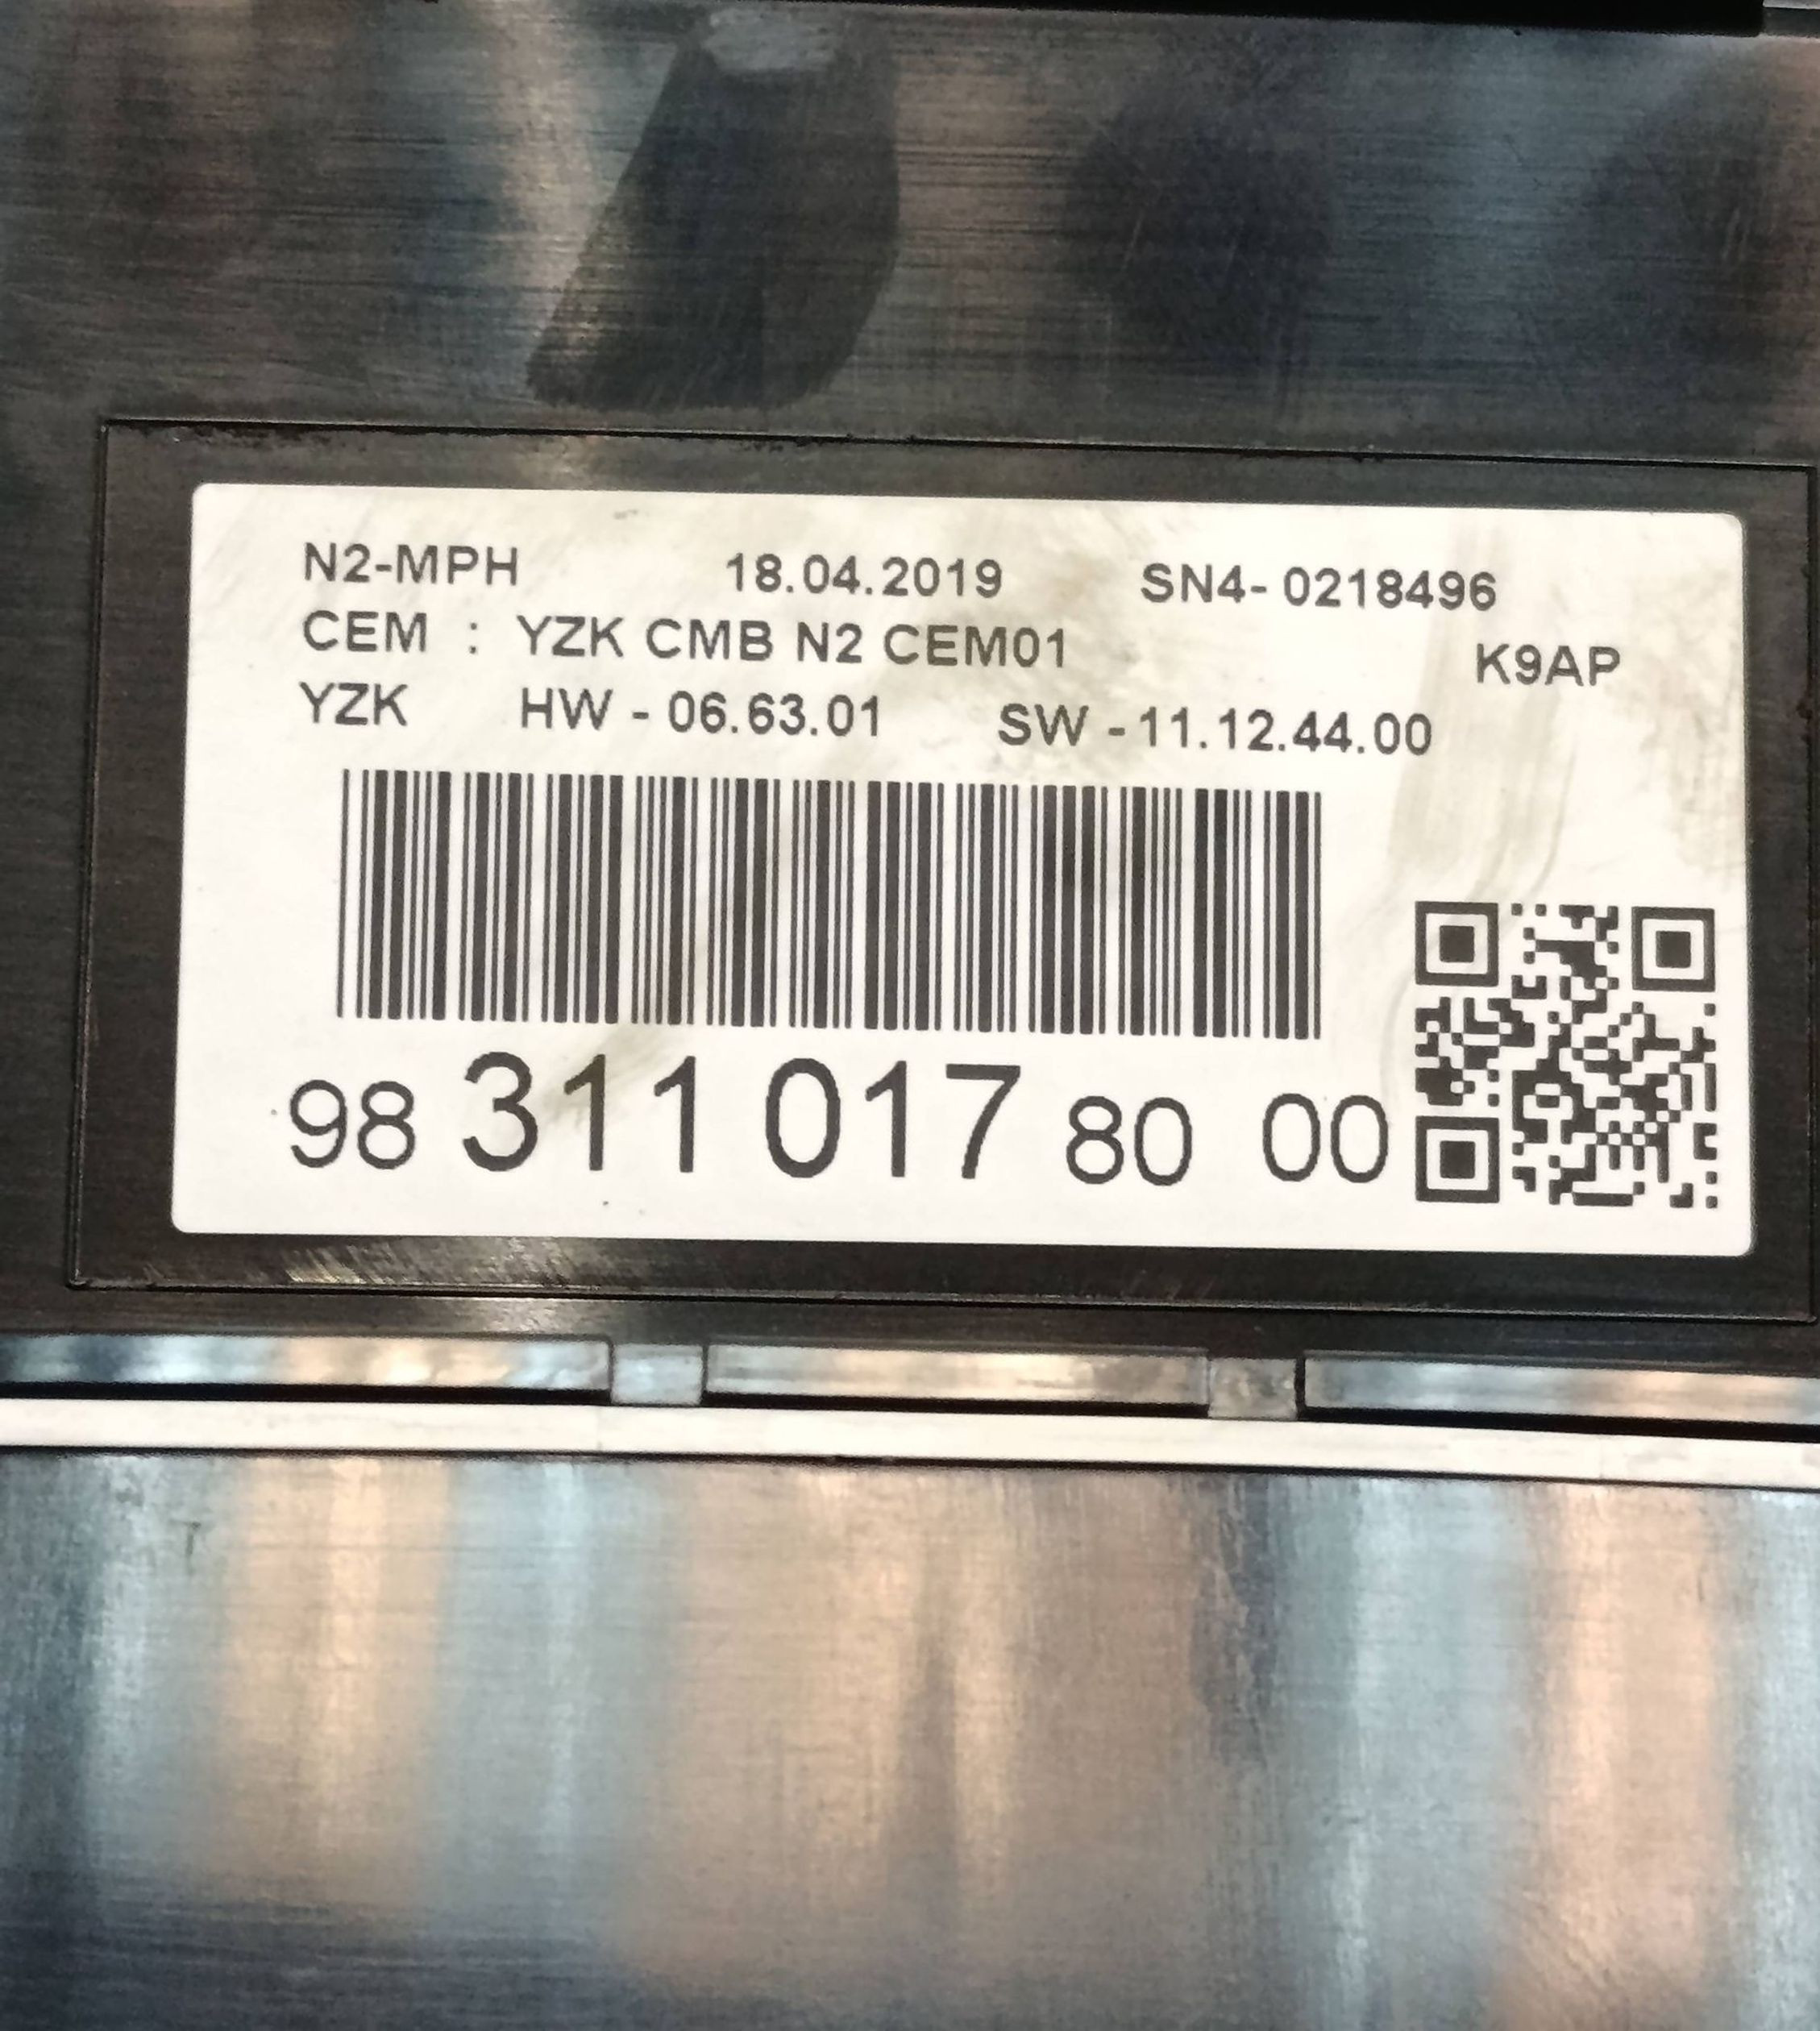 N2-MPH 18.04.2019 SN4- 0218496
CEM : YZK CMB N2 CEM01 K9AP
YZK HW - 06.63.01 SW - 11.12.44.00
98 311 017 80 00